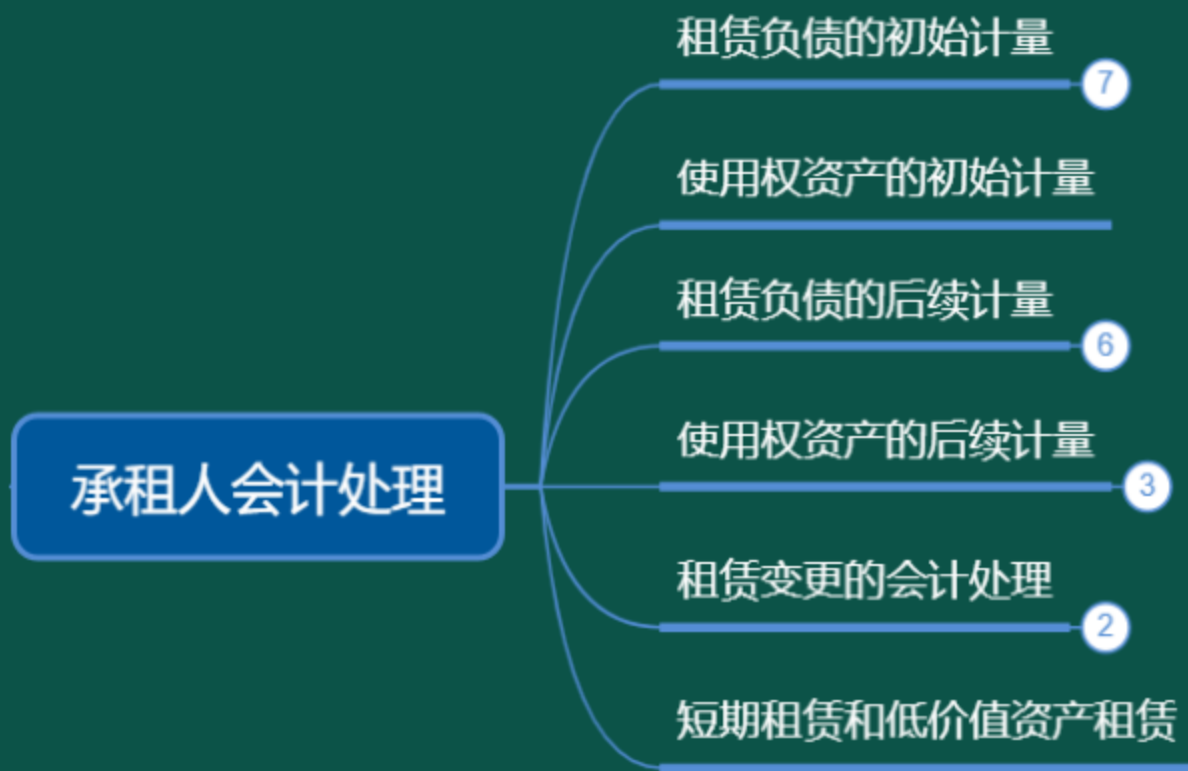 租赁负债的初始计量
7
使用权资产的初始计量
租赁负债的后续计量
6
承租人会计处理
使用权资产的后续计量
3
租赁变更的会计处理
2
短期租赁和低价值资产租赁